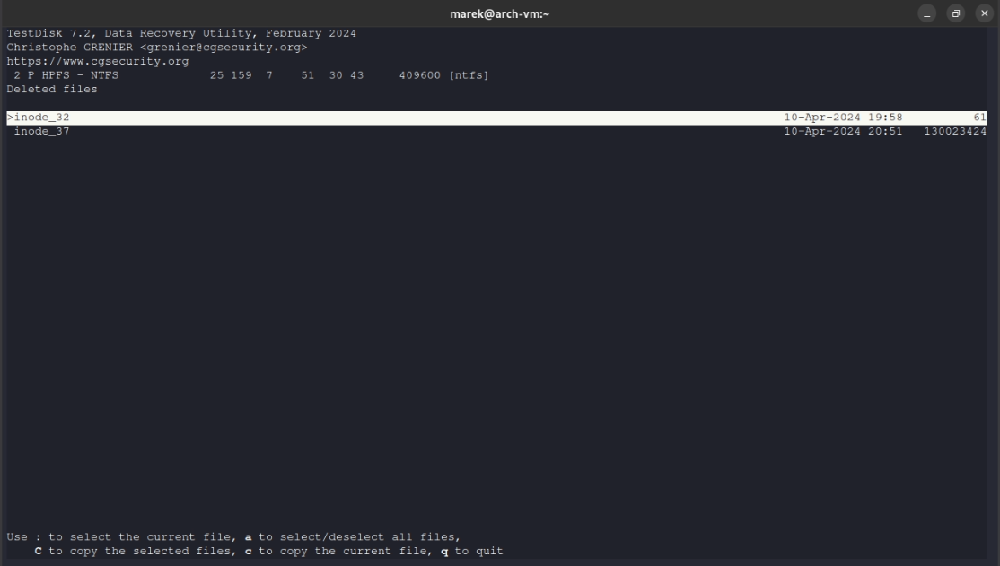 marek@arch-vm:~
TestDisk 7.2, Data Recovery Utility, February 2024
Christophe GRENIER <grenier@cgsecurity.org>
https://www.cgsecurity.org
 2 P HPFS - NTFS             25 159  7    51  30 43     409600 [ntfs]
Deleted files
>inode_32 10-Apr-2024 19:58 61
 inode_37 10-Apr-2024 20:51 130023424
Use : to select the current file, a to select/deselect all files,
    C to copy the selected files, c to copy the current file, q to quit